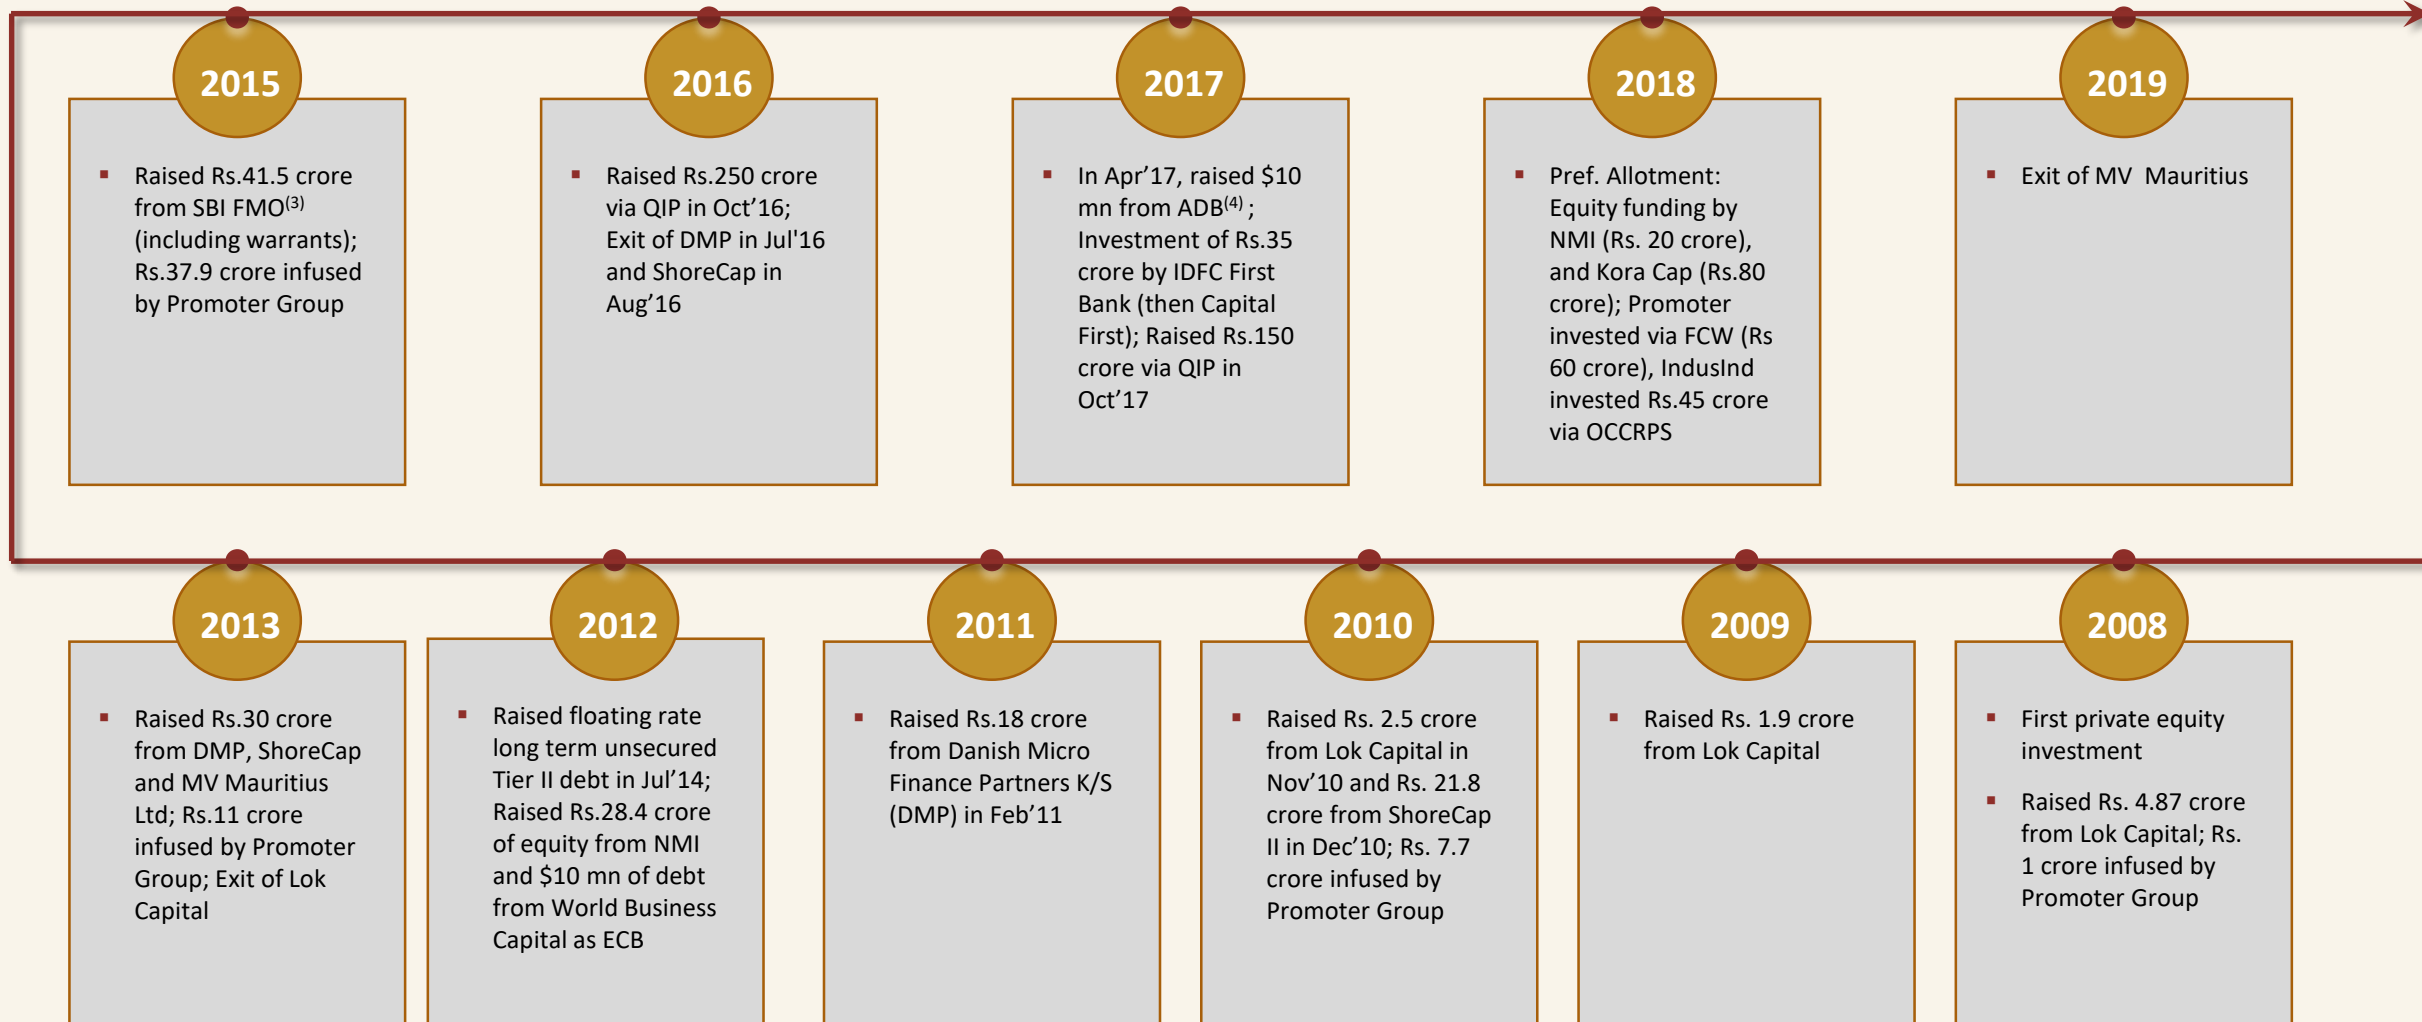 2015
Raised Rs.41.5 crore
from SBI FMO(3)
(including warrants);
Rs.37.9 crore infused
by Promoter Group
2016
Raised Rs.250 crore
via QIP in Oct’16;
Exit of DMP in Jul'16
and ShoreCap in
Aug’16
2017
In Apr’17, raised $10
mn from ADB(4) ;
Investment of Rs.35
crore by IDFC First
Bank (then Capital
First); Raised Rs.150
crore via QIP in
Oct’17
2018
Pref. Allotment:
Equity funding by
NMI (Rs. 20 crore),
and Kora Cap (Rs.80
crore); Promoter
invested via FCW (Rs
60 crore), IndusInd
invested Rs.45 crore
via OCCRPS
2019
Exit of MV Mauritius
2013
Raised Rs.30 crore
from DMP, ShoreCap
and MV Mauritius
Ltd; Rs.11 crore
infused by Promoter
Group; Exit of Lok
Capital
2012
Raised floating rate
long term unsecured
Tier II debt in Jul’14;
Raised Rs.28.4 crore
of equity from NMI
and $10 mn of debt
from World Business
Capital as ECB
2011
Raised Rs.18 crore
from Danish Micro
Finance Partners K/S
(DMP) in Feb’11
2010
Raised Rs. 2.5 crore
from Lok Capital in
Nov’10 and Rs. 21.8
crore from ShoreCap
II in Dec’10; Rs. 7.7
crore infused by
Promoter Group
2009
Raised Rs. 1.9 crore
from Lok Capital
2008
First private equity
investment
Raised Rs. 4.87 crore
from Lok Capital; Rs.
1 crore infused by
Promoter Group